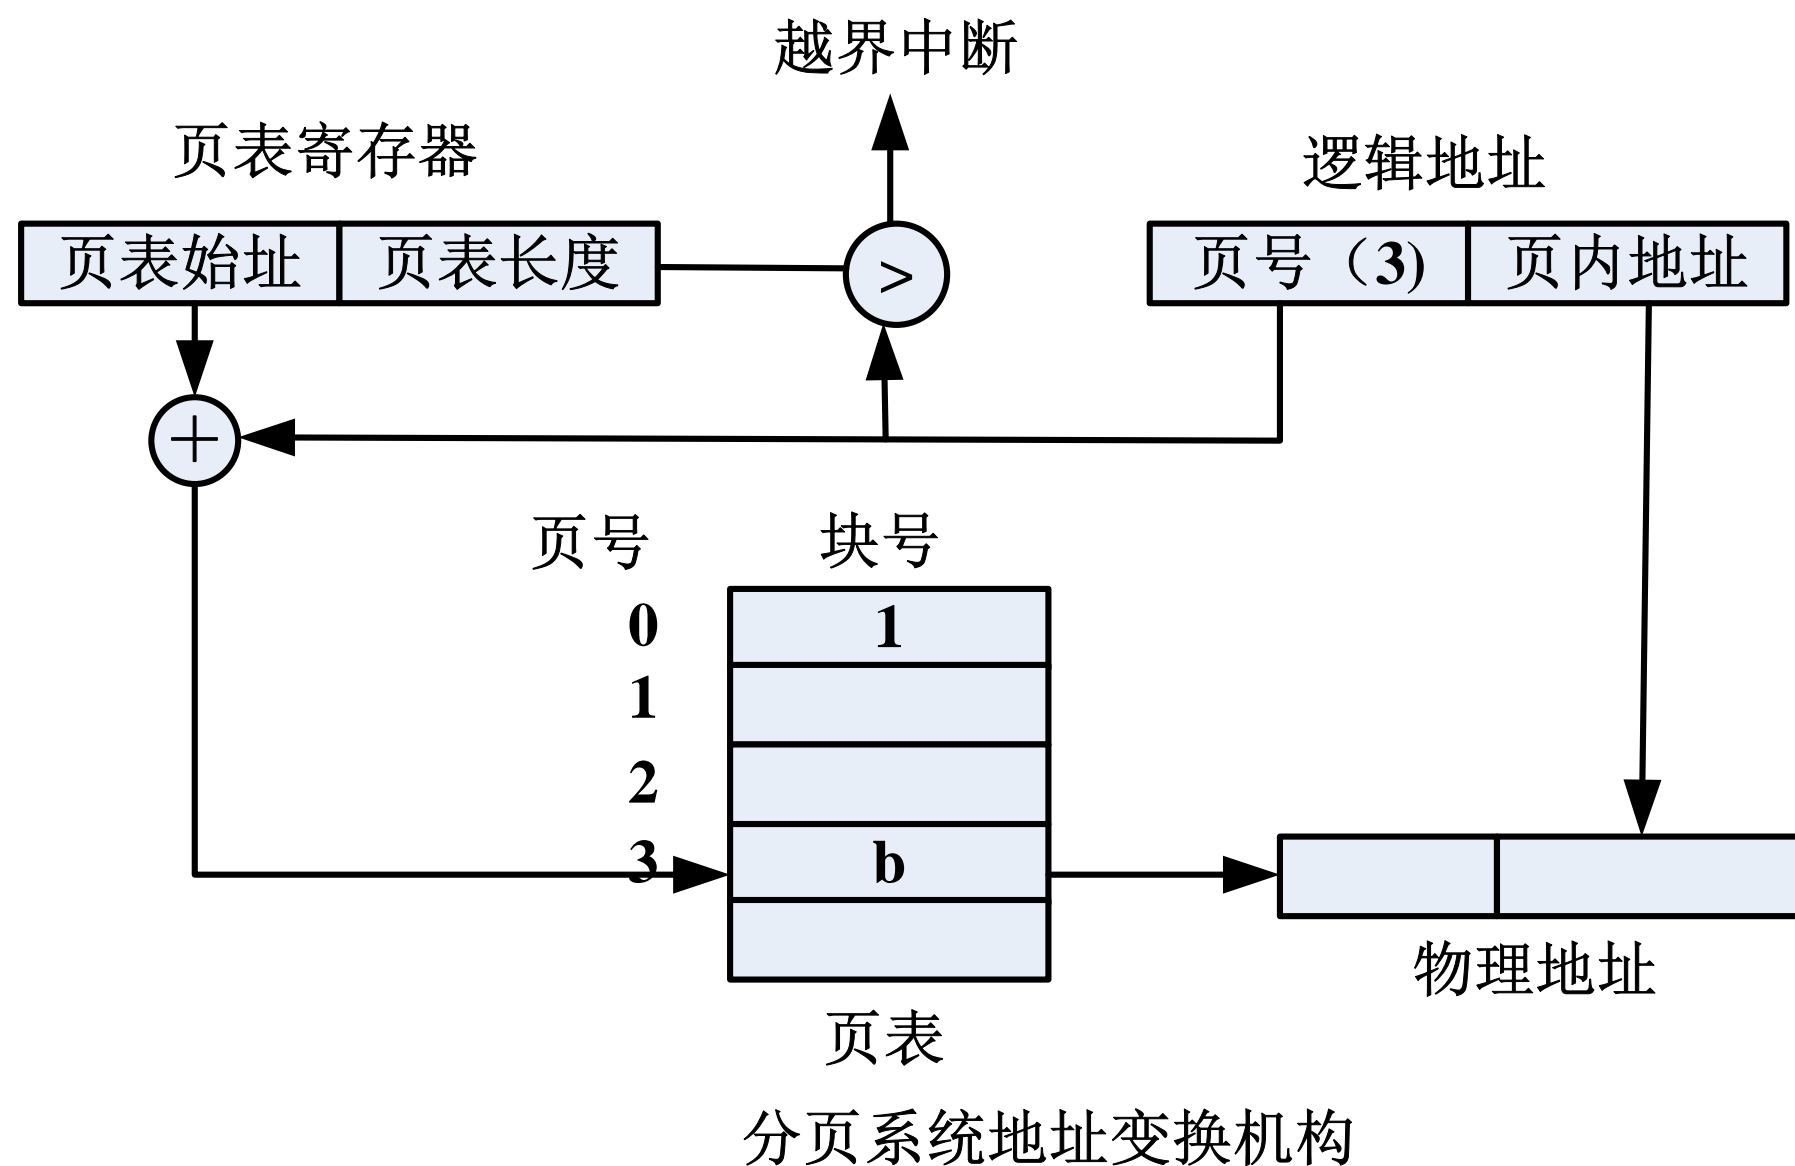 越界中断
页表寄存器
逻辑地址
页表始址 页表长度
>
页号（3)
页内地址
+
页号 块号
0 1
1
2
3 b
物理地址
页表
分页系统地址变换机构